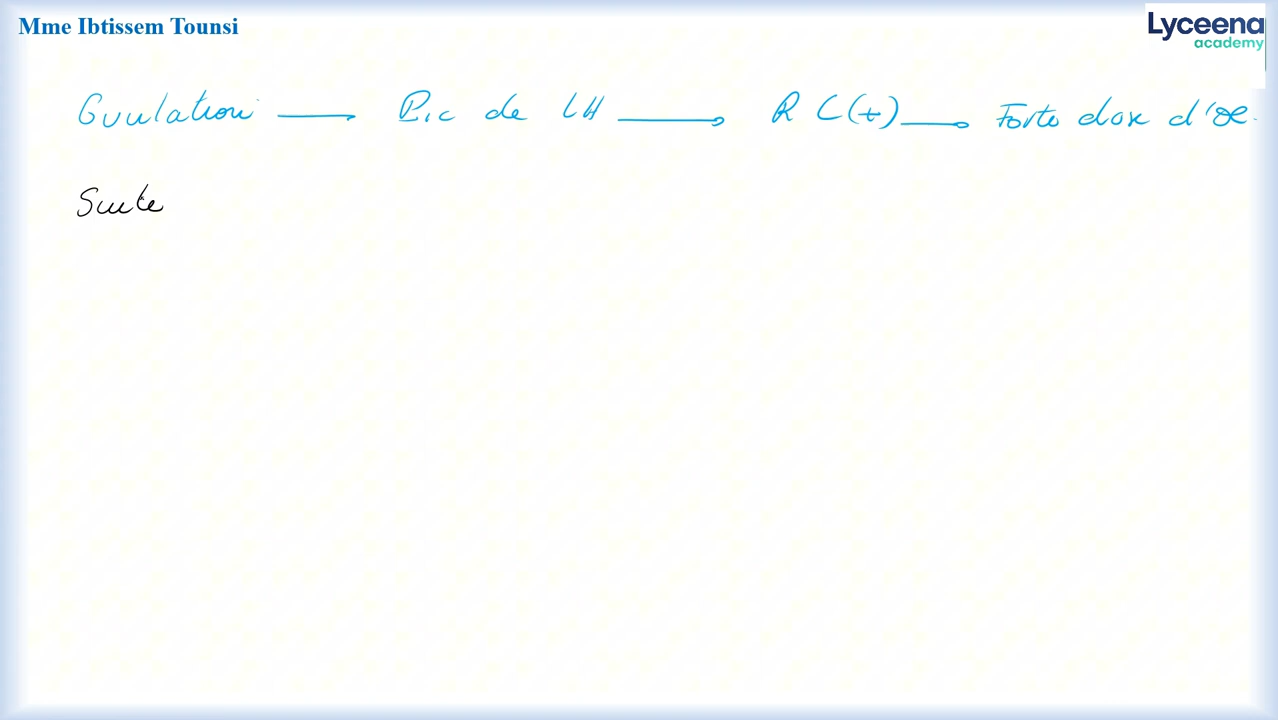 Mme Ibtissem Tounsi
Lyceena
academy
Ovulation → Pic de LH → RC(+) → Forte dose d'Œ.
Suite